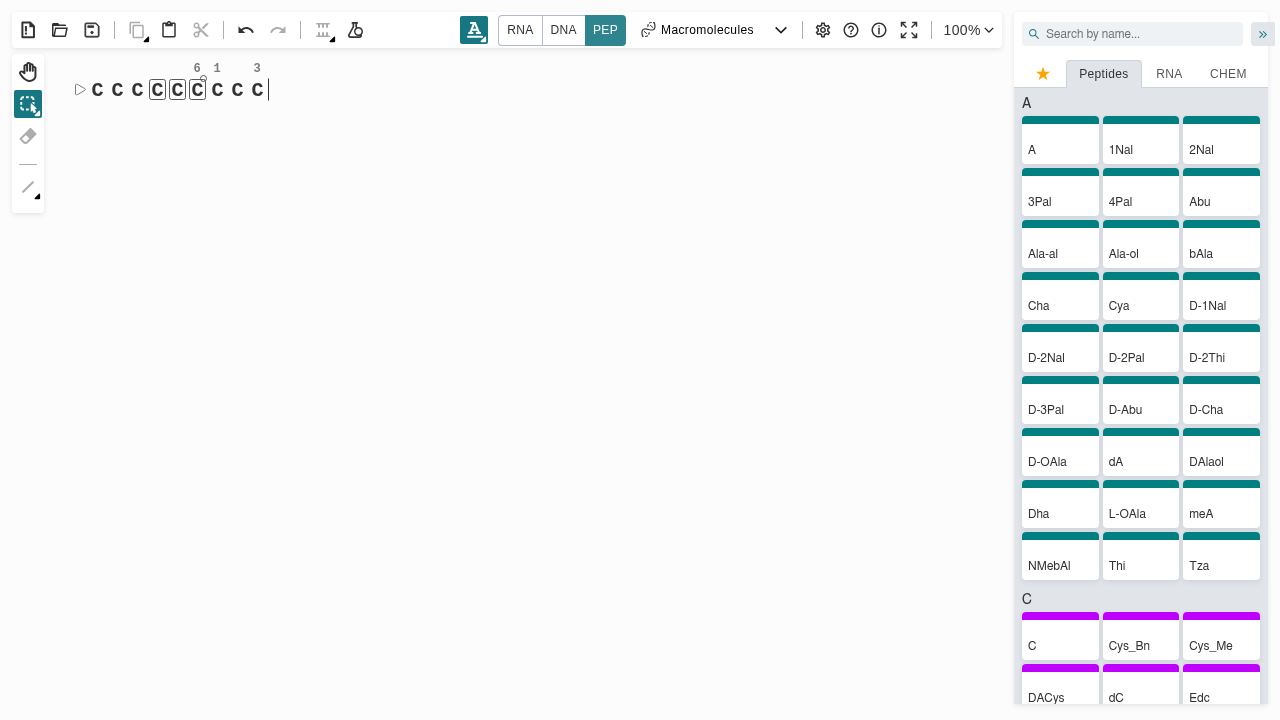 A RNA DNA PEP Macromolecules 100%
Search by name...
Peptides RNA CHEM
6 1 3
C C C C C C C C C
A
A 1Nal 2Nal
3Pal 4Pal Abu
Ala-al Ala-ol bAla
Cha Cya D-1Nal
D-2Nal D-2Pal D-2Thi
D-3Pal D-Abu D-Cha
D-OAla dA DAlaol
Dha L-OAla meA
NMebAl Thi Tza
C
C Cys_Bn Cys_Me
DACys dC Edc